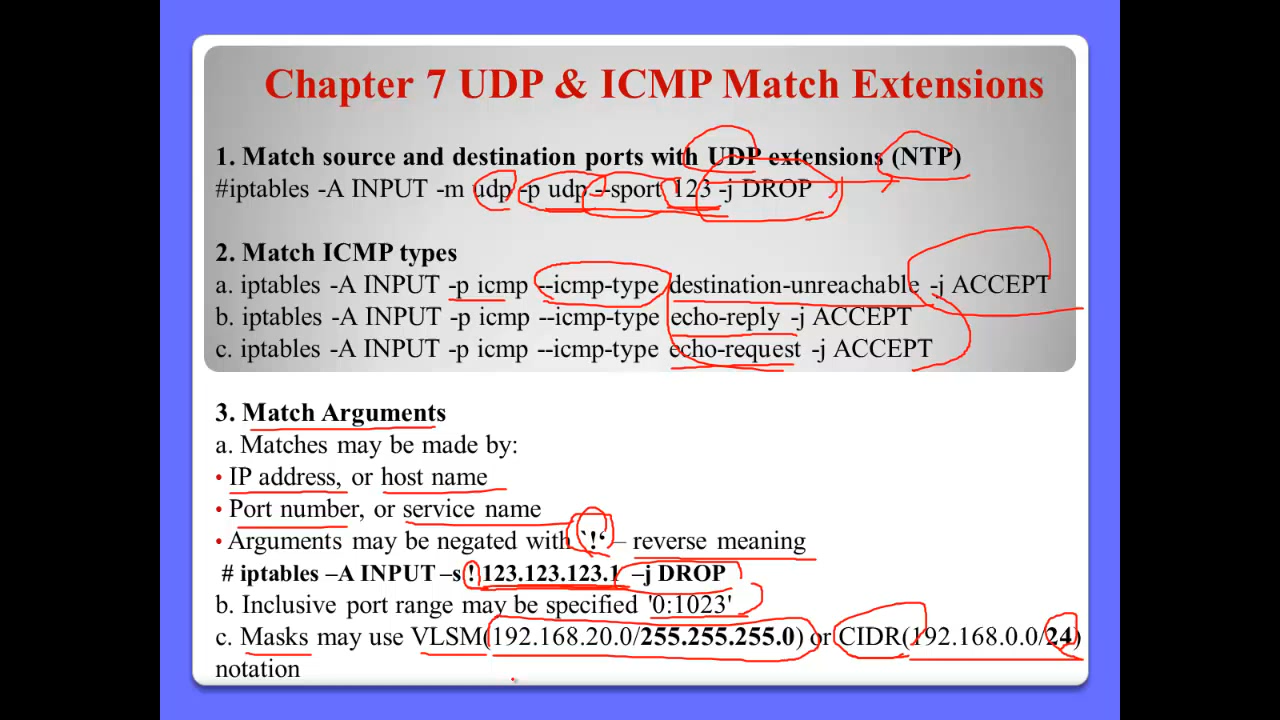 Chapter 7 UDP & ICMP Match Extensions
1. Match source and destination ports with UDP extensions (NTP)
#iptables -A INPUT -m udp -p udp --sport 123 -j DROP
2. Match ICMP types
a. iptables -A INPUT -p icmp --icmp-type destination-unreachable -j ACCEPT
b. iptables -A INPUT -p icmp --icmp-type echo-reply -j ACCEPT
c. iptables -A INPUT -p icmp --icmp-type echo-request -j ACCEPT
3. Match Arguments
a. Matches may be made by:
• IP address, or host name
• Port number, or service name
• Arguments may be negated with `!‘ – reverse meaning
# iptables –A INPUT –s ! 123.123.123.1 –j DROP
b. Inclusive port range may be specified '0:1023'
c. Masks may use VLSM(192.168.20.0/255.255.255.0) or CIDR(192.168.0.0/24)
notation